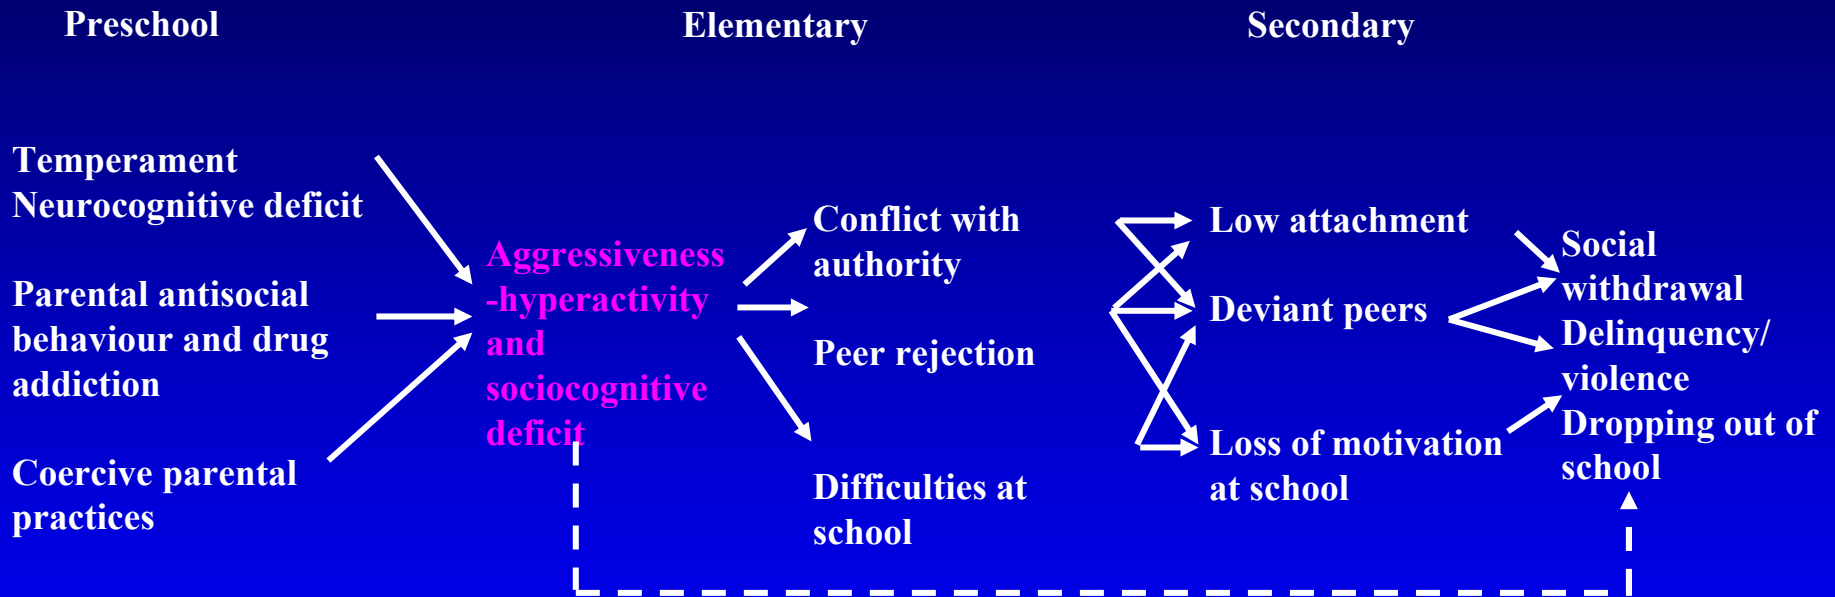 Preschool
Elementary
Secondary
Temperament
Neurocognitive deficit
Parental antisocial
behaviour and drug
addiction
Coercive parental
practices
Aggressiveness
-hyperactivity
and
sociocognitive
deficit
Conflict with
authority
Peer rejection
Difficulties at
school
Low attachment
Deviant peers
Loss of motivation
at school
Social
withdrawal
Delinquency/
violence
Dropping out of
school